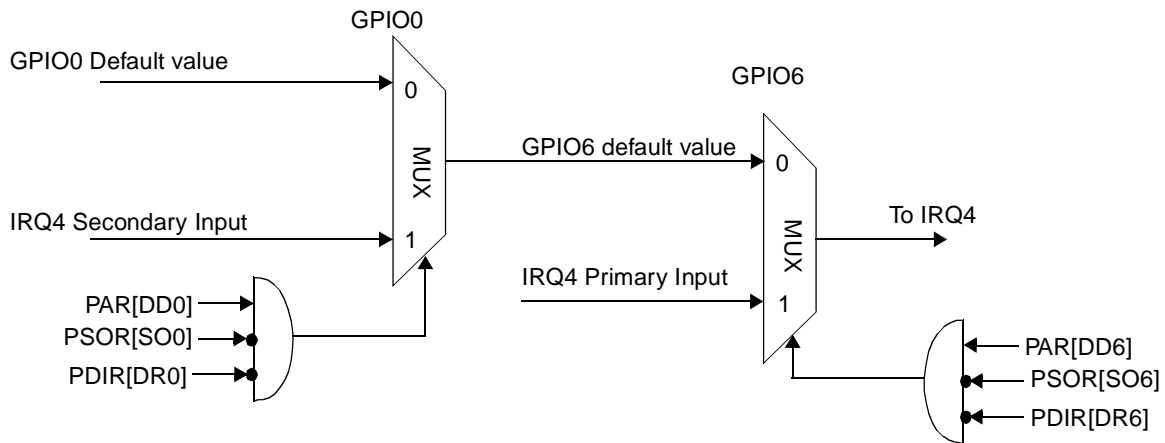 GPIO0
GPIO0 Default value
0
MUX
IRQ4 Secondary Input
1
PAR[DD0]
PSOR[SO0]
PDIR[DR0]
GPIO6
GPIO6 default value
0
MUX
To IRQ4
IRQ4 Primary Input
1
PAR[DD6]
PSOR[SO6]
PDIR[DR6]